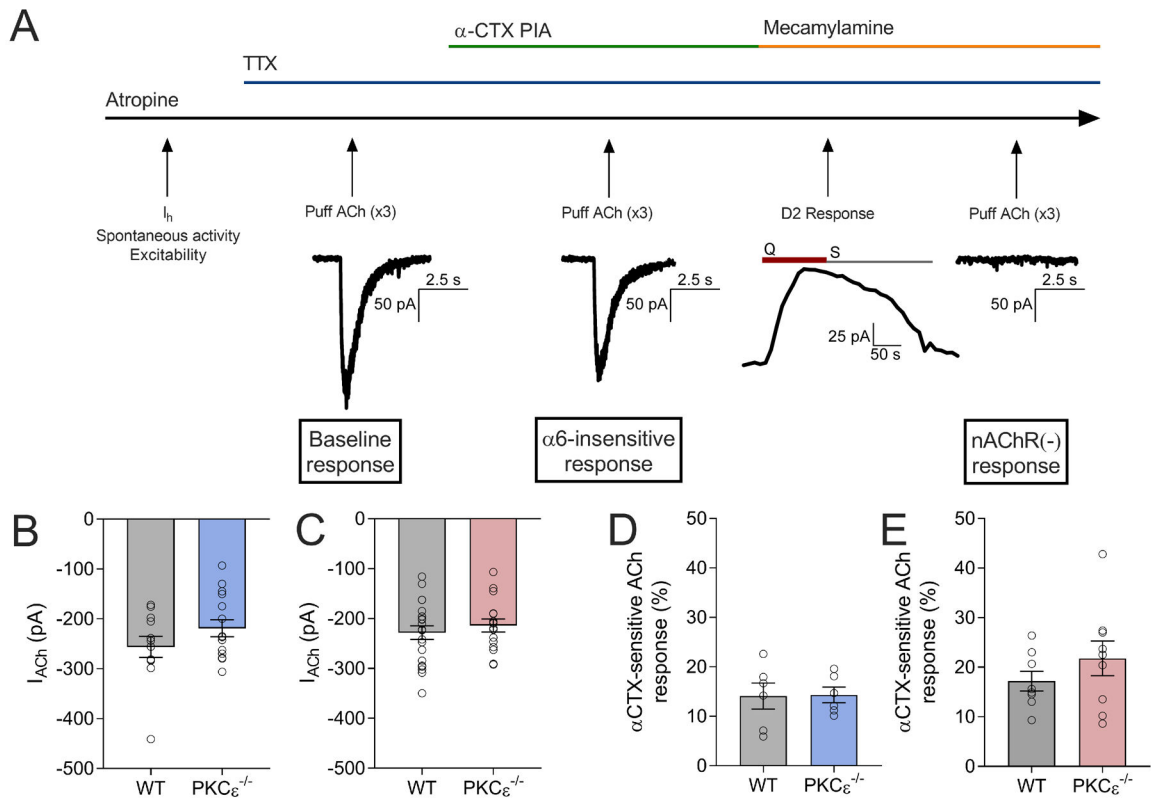 A
α-CTX PIA
Mecamylamine
TTX
Atropine
I_h
Spontaneous activity
Excitability
Puff ACh (x3)
Puff ACh (x3)
D2 Response
Puff ACh (x3)
2.5 s
50 pA
2.5 s
50 pA
Q
S
25 pA
50 s
2.5 s
50 pA
Baseline
response
α6-insensitive
response
nAChR(-)
response
B
I_ACh (pA)
0
-100
-200
-300
-400
-500
WT
PKCε^-/-
C
I_ACh (pA)
0
-100
-200
-300
-400
-500
WT
PKCε^-/-
D
αCTX-sensitive ACh
response (%)
50
40
30
20
10
0
WT
PKCε^-/-
E
αCTX-sensitive ACh
response (%)
50
40
30
20
10
0
WT
PKCε^-/-